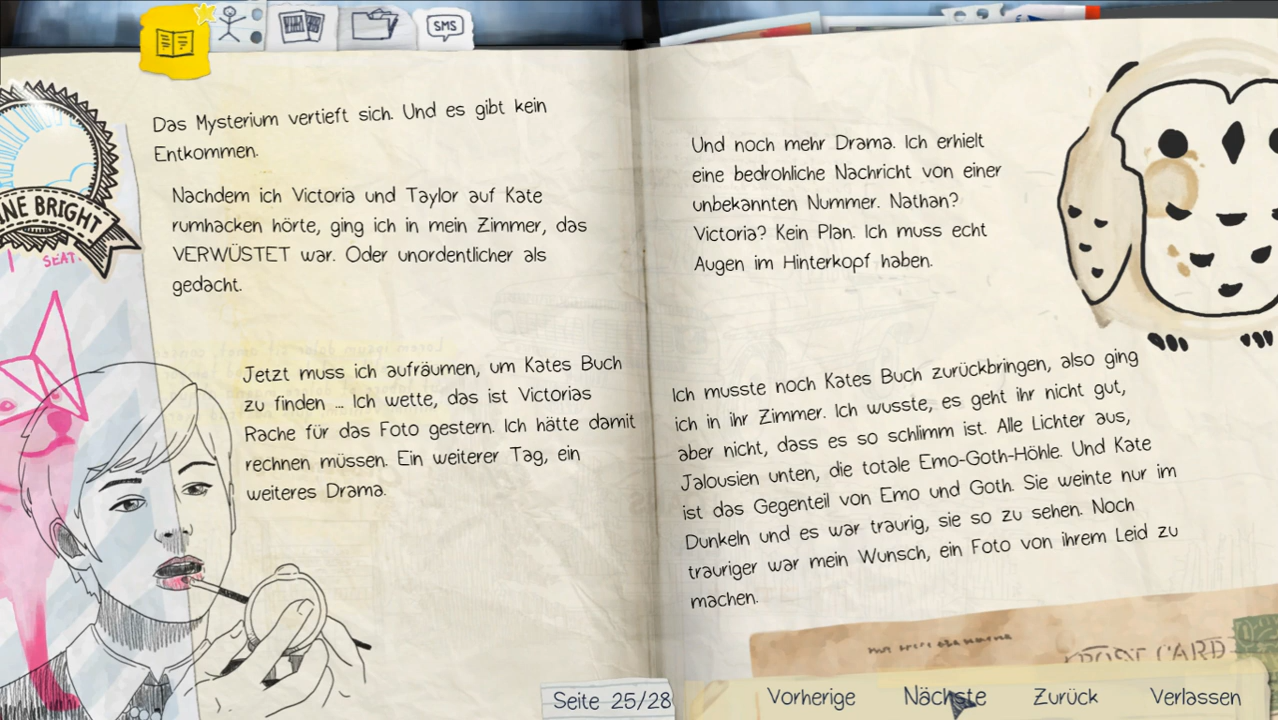 SMS
Das Mysterium vertieft sich. Und es gibt kein
Entkommen.
Nachdem ich Victoria und Taylor auf Kate
rumhacken hörte, ging ich in mein Zimmer, das
VERWÜSTET war. Oder unordentlicher als
gedacht.
Jetzt muss ich aufräumen, um Kates Buch
zu finden ... Ich wette, das ist Victorias
Rache für das Foto gestern. Ich hätte damit
rechnen müssen. Ein weiterer Tag, ein
weiteres Drama.
INE BRIGHT
SEAT.
Und noch mehr Drama. Ich erhielt
eine bedrohliche Nachricht von einer
unbekannten Nummer. Nathan?
Victoria? Kein Plan. Ich muss echt
Augen im Hinterkopf haben.
Ich musste noch Kates Buch zurückbringen, also ging
ich in ihr Zimmer. Ich wusste, es geht ihr nicht gut,
aber nicht, dass es so schlimm ist. Alle Lichter aus,
Jalousien unten, die totale Emo-Goth-Höhle. Und Kate
ist das Gegenteil von Emo und Goth. Sie weinte nur im
Dunkeln und es war traurig, sie so zu sehen. Noch
trauriger war mein Wunsch, ein Foto von ihrem Leid zu
machen.
POST CARD
Seite 25/28
Vorherige Nächste Zurück Verlassen